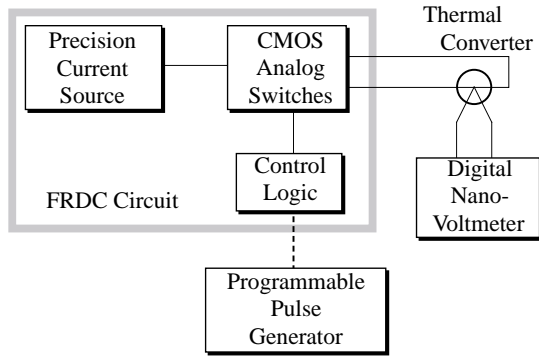 Thermal
Converter
Precision
Current
Source
CMOS
Analog
Switches
Control
Logic
FRDC Circuit
Digital
Nano-
Voltmeter
Programmable
Pulse
Generator